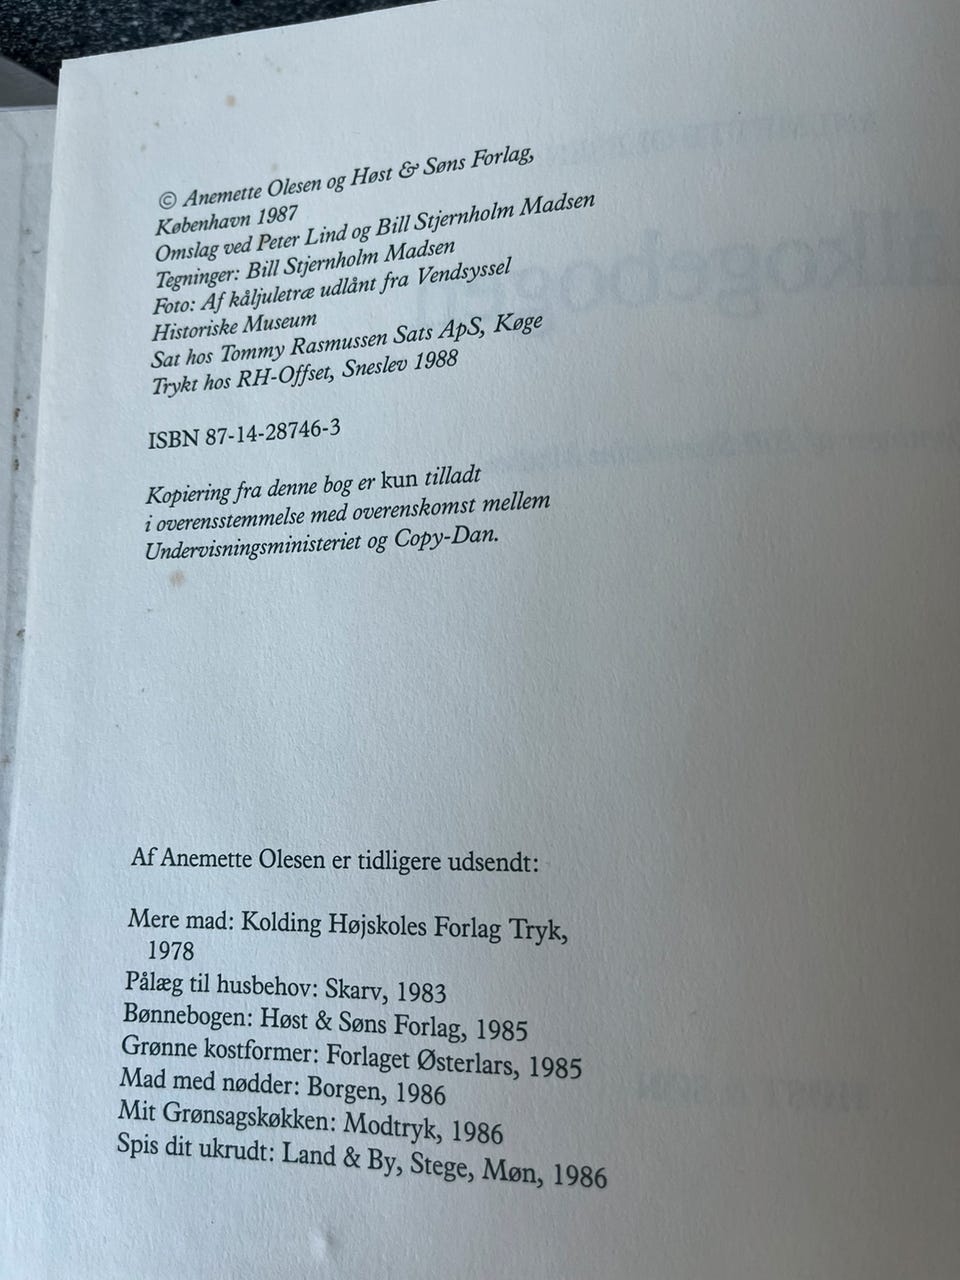 © Anemette Olesen og Høst & Søns Forlag,
København 1987
Omslag ved Peter Lind og Bill Stjernholm Madsen
Tegninger: Bill Stjernholm Madsen
Foto: Af kåljuletræ udlånt fra Vendsyssel
Historiske Museum
Sat hos Tommy Rasmussen Sats ApS, Køge
Trykt hos RH-Offset, Sneslev 1988
ISBN 87-14-28746-3
Kopiering fra denne bog er kun tilladt
i overensstemmelse med overenskomst mellem
Undervisningsministeriet og Copy-Dan.
Af Anemette Olesen er tidligere udsendt:
Mere mad: Kolding Højskoles Forlag Tryk,
1978
Pålæg til husbehov: Skarv, 1983
Bønnebogen: Høst & Søns Forlag, 1985
Grønne kostformer: Forlaget Østerlars, 1985
Mad med nødder: Borgen, 1986
Mit Grønsagskøkken: Modtryk, 1986
Spis dit ukrudt: Land & By, Stege, Møn, 1986